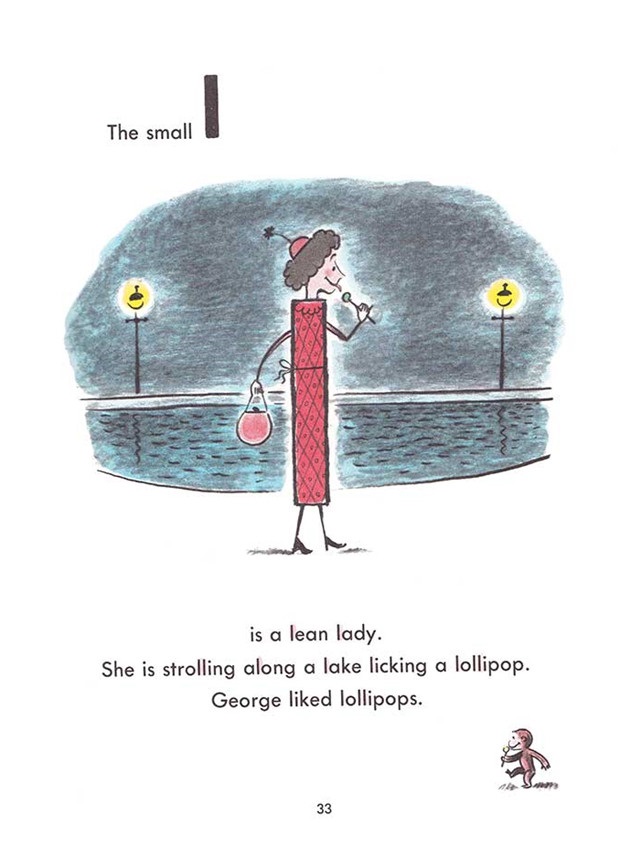 The small l
is a lean lady.
She is strolling along a lake licking a lollipop.
George liked lollipops.
33